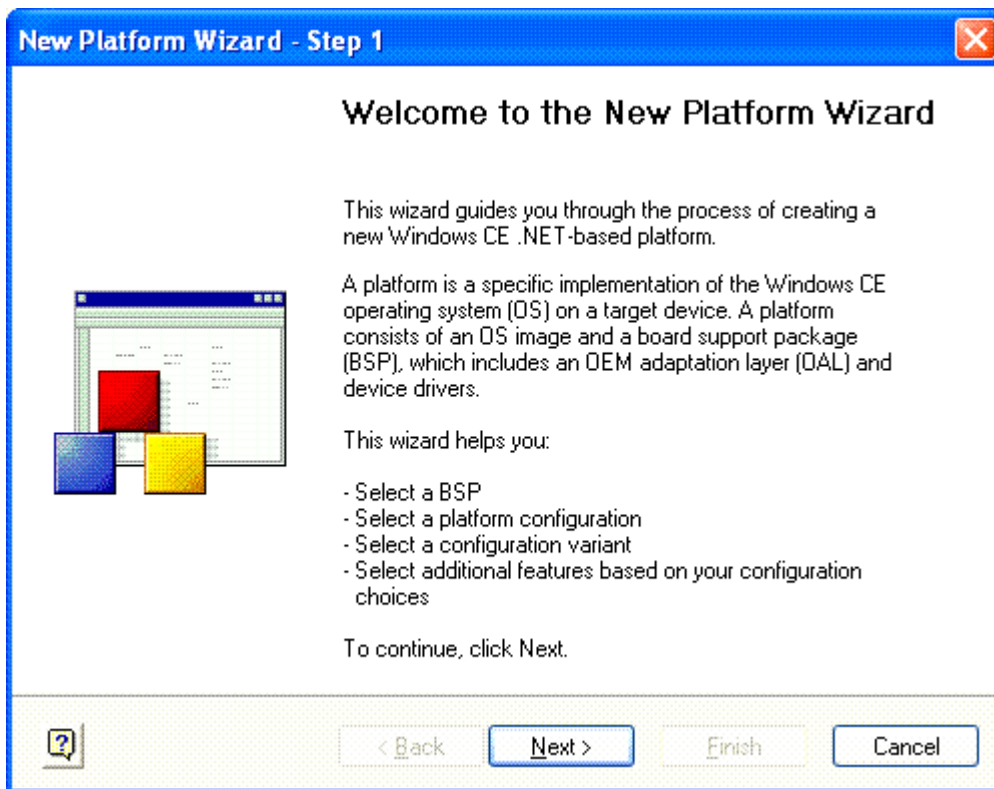 New Platform Wizard - Step 1
Welcome to the New Platform Wizard
This wizard guides you through the process of creating a
new Windows CE .NET-based platform.
A platform is a specific implementation of the Windows CE
operating system (OS) on a target device. A platform
consists of an OS image and a board support package
(BSP), which includes an OEM adaptation layer (OAL) and
device drivers.
This wizard helps you:
- Select a BSP
- Select a platform configuration
- Select a configuration variant
- Select additional features based on your configuration
choices
To continue, click Next.
?
< Back
Next >
Finish
Cancel